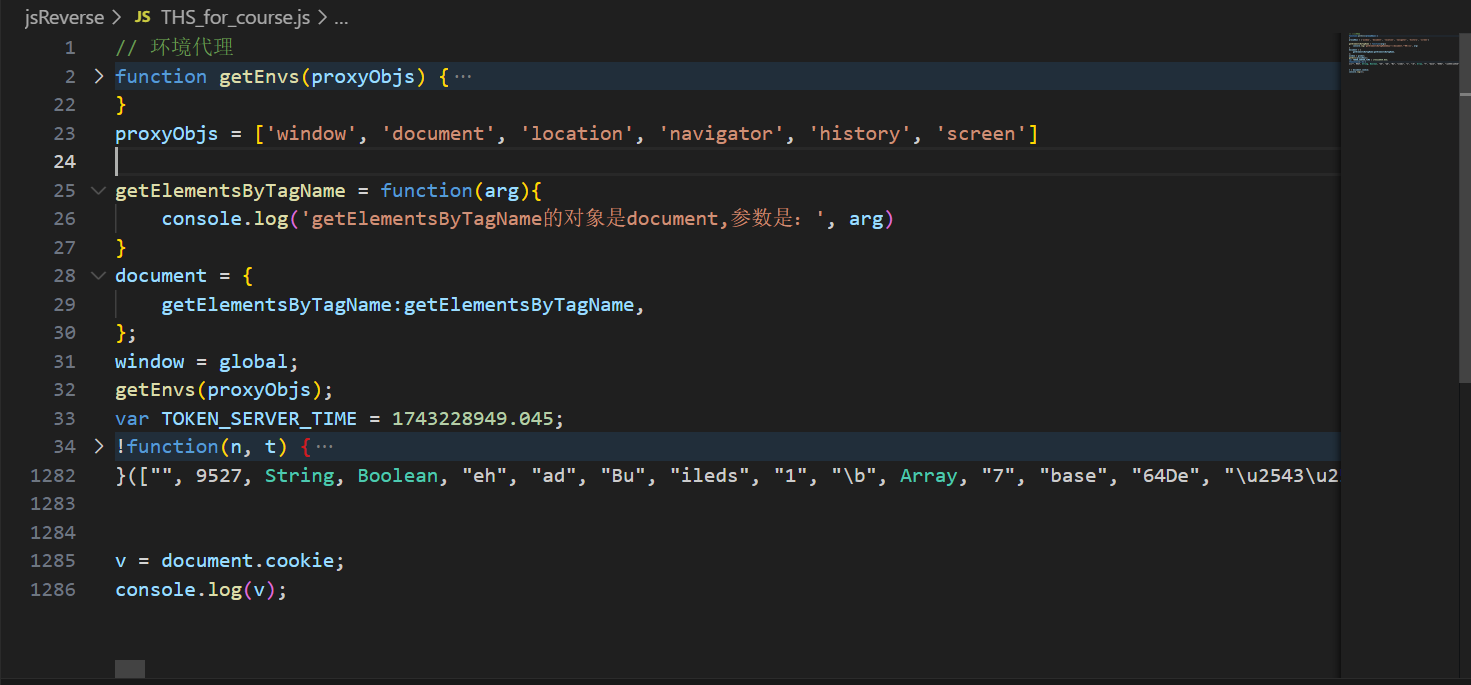 jsReverse > JS THS_for_course.js > ...
1 // 环境代理
2 function getEnvs(proxyObjs) { ···
22 }
23 proxyObjs = ['window', 'document', 'location', 'navigator', 'history', 'screen']
24
25 getElementsByTagName = function(arg){
26 console.log('getElementsByTagName的对象是document,参数是：', arg)
27 }
28 document = {
29 getElementsByTagName:getElementsByTagName,
30 };
31 window = global;
32 getEnvs(proxyObjs);
33 var TOKEN_SERVER_TIME = 1743228949.045;
34 !function(n, t) { ···
1282 }(["", 9527, String, Boolean, "eh", "ad", "Bu", "ileds", "1", "\b", Array, "7", "base", "64De", "\u2543\u2
1283
1284
1285 v = document.cookie;
1286 console.log(v);